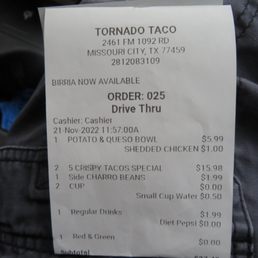 TORNADO TACO
2461 FM 1092 RD
MISSOURI CITY, TX 77459
2812083109
BIRRIA NOW AVAILABLE
ORDER: 025
Drive Thru
Cashier: Cashier
21-Nov-2022 11:57:00A
1 POTATO & QUESO BOWL $5.99
SHEDDED CHICKEN $1.00
2 5 CRISPY TACOS SPECIAL $15.98
1 Side CHARRO BEANS $1.99
2 CUP $0.00
Small Cup Water $0.50
1 Regular Drinks $1.99
Diet Pepsi $0.00
1 Red & Green $0.00
Subtotal